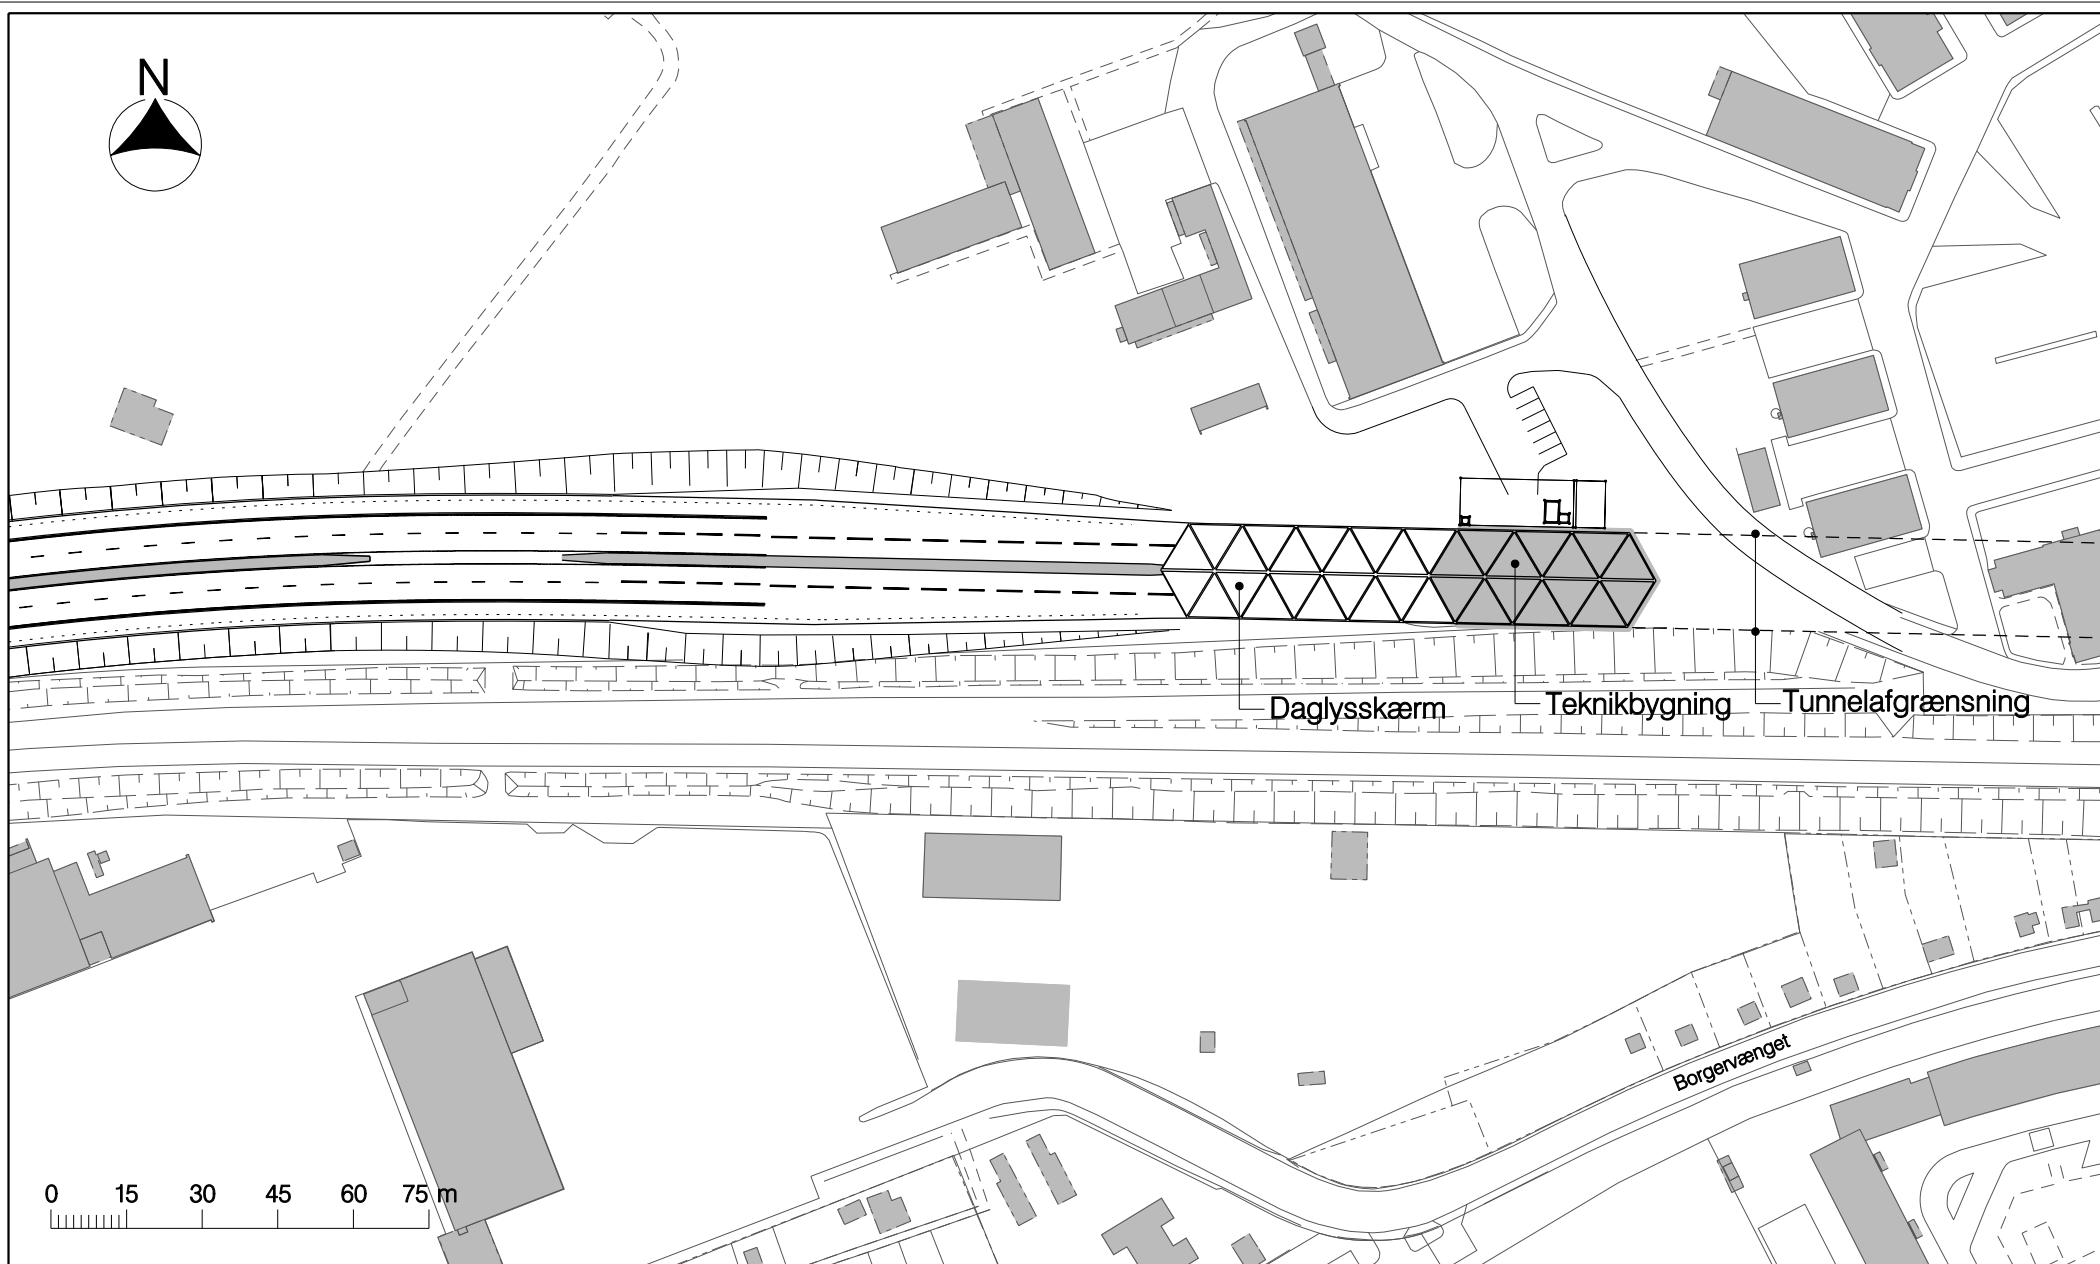 N
Daglysskærm
Teknikbygning
Tunnelafgrænsning
Borgervænget
0 15 30 45 60 75 m